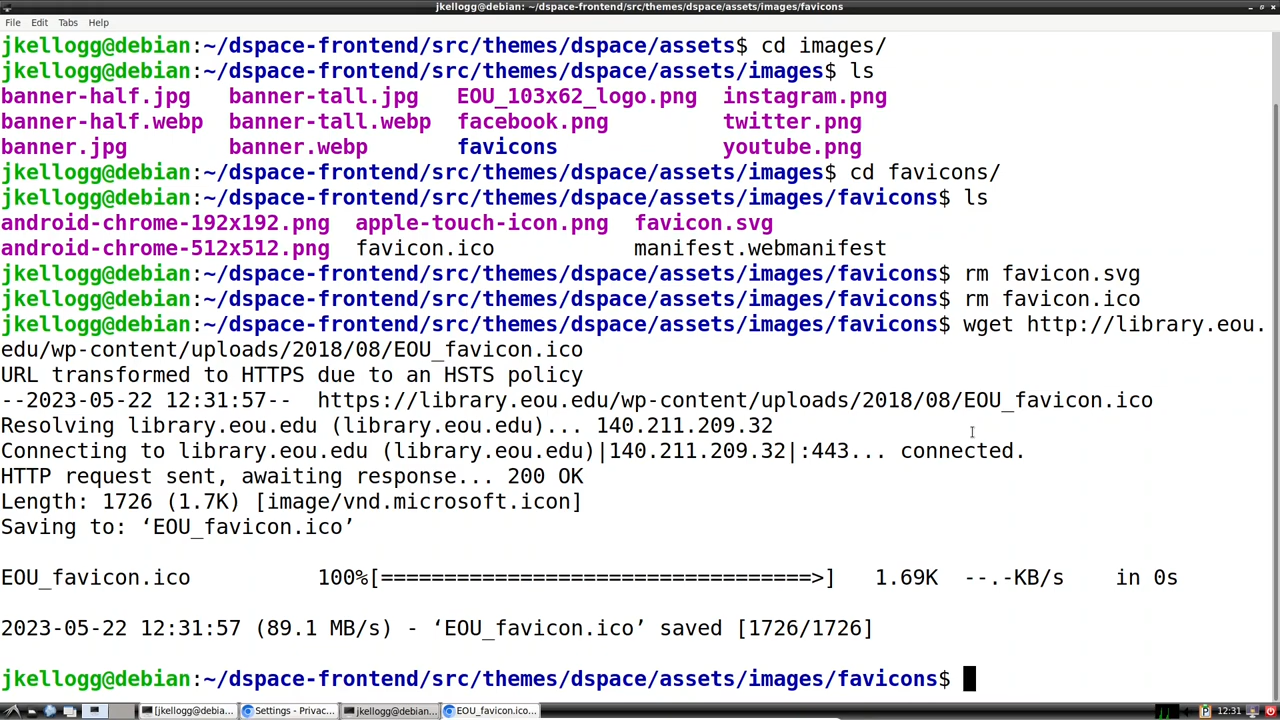 jkellogg@debian: ~/dspace-frontend/src/themes/dspace/assets/images/favicons
File Edit Tabs Help
jkellogg@debian:~/dspace-frontend/src/themes/dspace/assets$ cd images/
jkellogg@debian:~/dspace-frontend/src/themes/dspace/assets/images$ ls
banner-half.jpg banner-tall.jpg EOU_103x62_logo.png instagram.png
banner-half.webp banner-tall.webp facebook.png twitter.png
banner.jpg banner.webp favicons youtube.png
jkellogg@debian:~/dspace-frontend/src/themes/dspace/assets/images$ cd favicons/
jkellogg@debian:~/dspace-frontend/src/themes/dspace/assets/images/favicons$ ls
android-chrome-192x192.png apple-touch-icon.png favicon.svg
android-chrome-512x512.png favicon.ico manifest.webmanifest
jkellogg@debian:~/dspace-frontend/src/themes/dspace/assets/images/favicons$ rm favicon.svg
jkellogg@debian:~/dspace-frontend/src/themes/dspace/assets/images/favicons$ rm favicon.ico
jkellogg@debian:~/dspace-frontend/src/themes/dspace/assets/images/favicons$ wget http://library.eou.
edu/wp-content/uploads/2018/08/EOU_favicon.ico
URL transformed to HTTPS due to an HSTS policy
--2023-05-22 12:31:57-- https://library.eou.edu/wp-content/uploads/2018/08/EOU_favicon.ico
Resolving library.eou.edu (library.eou.edu)... 140.211.209.32
Connecting to library.eou.edu (library.eou.edu)|140.211.209.32|:443... connected.
HTTP request sent, awaiting response... 200 OK
Length: 1726 (1.7K) [image/vnd.microsoft.icon]
Saving to: ‘EOU_favicon.ico’
EOU_favicon.ico 100%[==================================>] 1.69K --.-KB/s in 0s
2023-05-22 12:31:57 (89.1 MB/s) - ‘EOU_favicon.ico’ saved [1726/1726]
jkellogg@debian:~/dspace-frontend/src/themes/dspace/assets/images/favicons$
[jkellogg@debia... Settings - Privac... jkellogg@debian... EOU_favicon.ico... 12:31